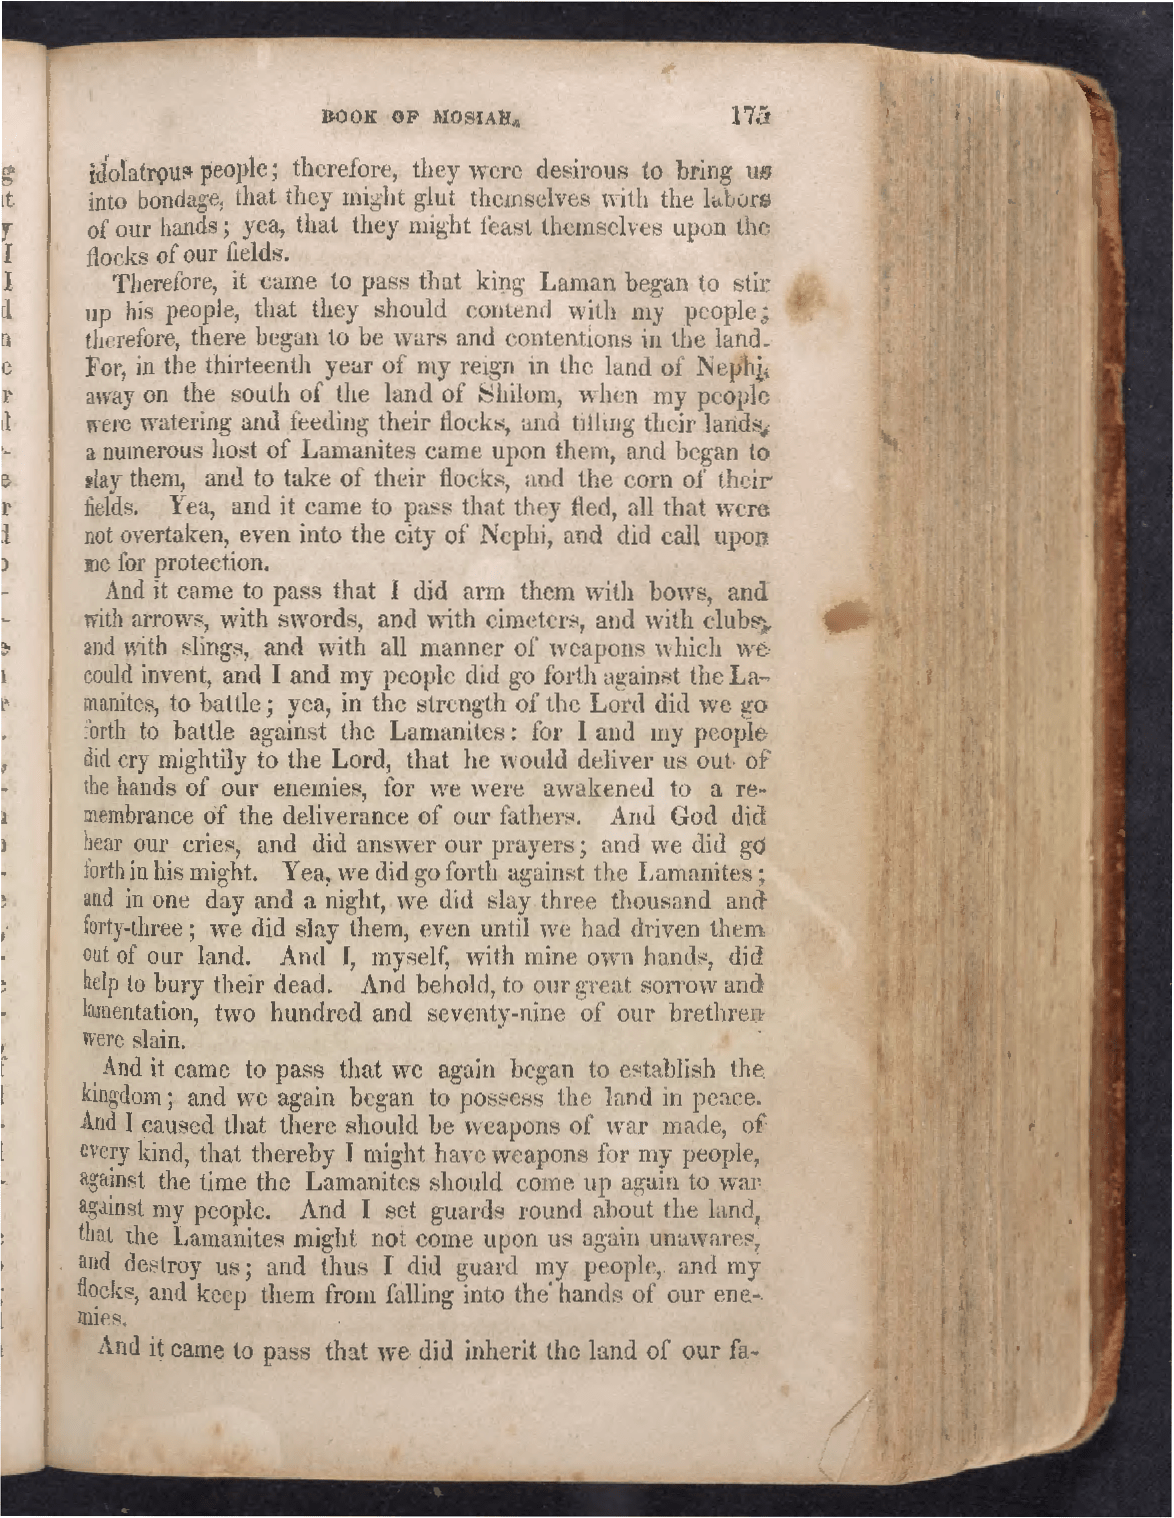 BOOK OF MOSIAH. 175
idolatrous people; therefore, they were desirous to bring us
into bondage, that they might glut themselves with the labors
of our hands; yea, that they might feast themselves upon the
flocks of our fields.
Therefore, it came to pass that king Laman began to stir
up his people, that they should contend with my people;
therefore, there began to be wars and contentions in the land.
For, in the thirteenth year of my reign in the land of Nephi,
away on the south of the land of Shilom, when my people
were watering and feeding their flocks, and tilling their lands,
a numerous host of Lamanites came upon them, and began to
slay them, and to take of their flocks, and the corn of their
fields. Yea, and it came to pass that they fled, all that were
not overtaken, even into the city of Nephi, and did call upon
me for protection.
And it came to pass that I did arm them with bows, and
with arrows, with swords, and with cimeters, and with clubs,
and with slings, and with all manner of weapons which we
could invent, and I and my people did go forth against the La-
manites, to battle; yea, in the strength of the Lord did we go
forth to battle against the Lamanites: for I and my people
did cry mightily to the Lord, that he would deliver us out of
the hands of our enemies, for we were awakened to a re-
membrance of the deliverance of our fathers. And God did
hear our cries, and did answer our prayers; and we did go
forth in his might. Yea, we did go forth against the Lamanites;
and in one day and a night, we did slay three thousand and
forty-three; we did slay them, even until we had driven them
out of our land. And I, myself, with mine own hands, did
help to bury their dead. And behold, to our great sorrow and
lamentation, two hundred and seventy-nine of our brethren
were slain.
And it came to pass that we again began to establish the
kingdom; and we again began to possess the land in peace.
And I caused that there should be weapons of war made, of
every kind, that thereby I might have weapons for my people,
against the time the Lamanites should come up again to war
against my people. And I set guards round about the land,
that the Lamanites might not come upon us again unawares,
and destroy us; and thus I did guard my people, and my
flocks, and keep them from falling into the hands of our ene-
mies.
And it came to pass that we did inherit the land of our fa-